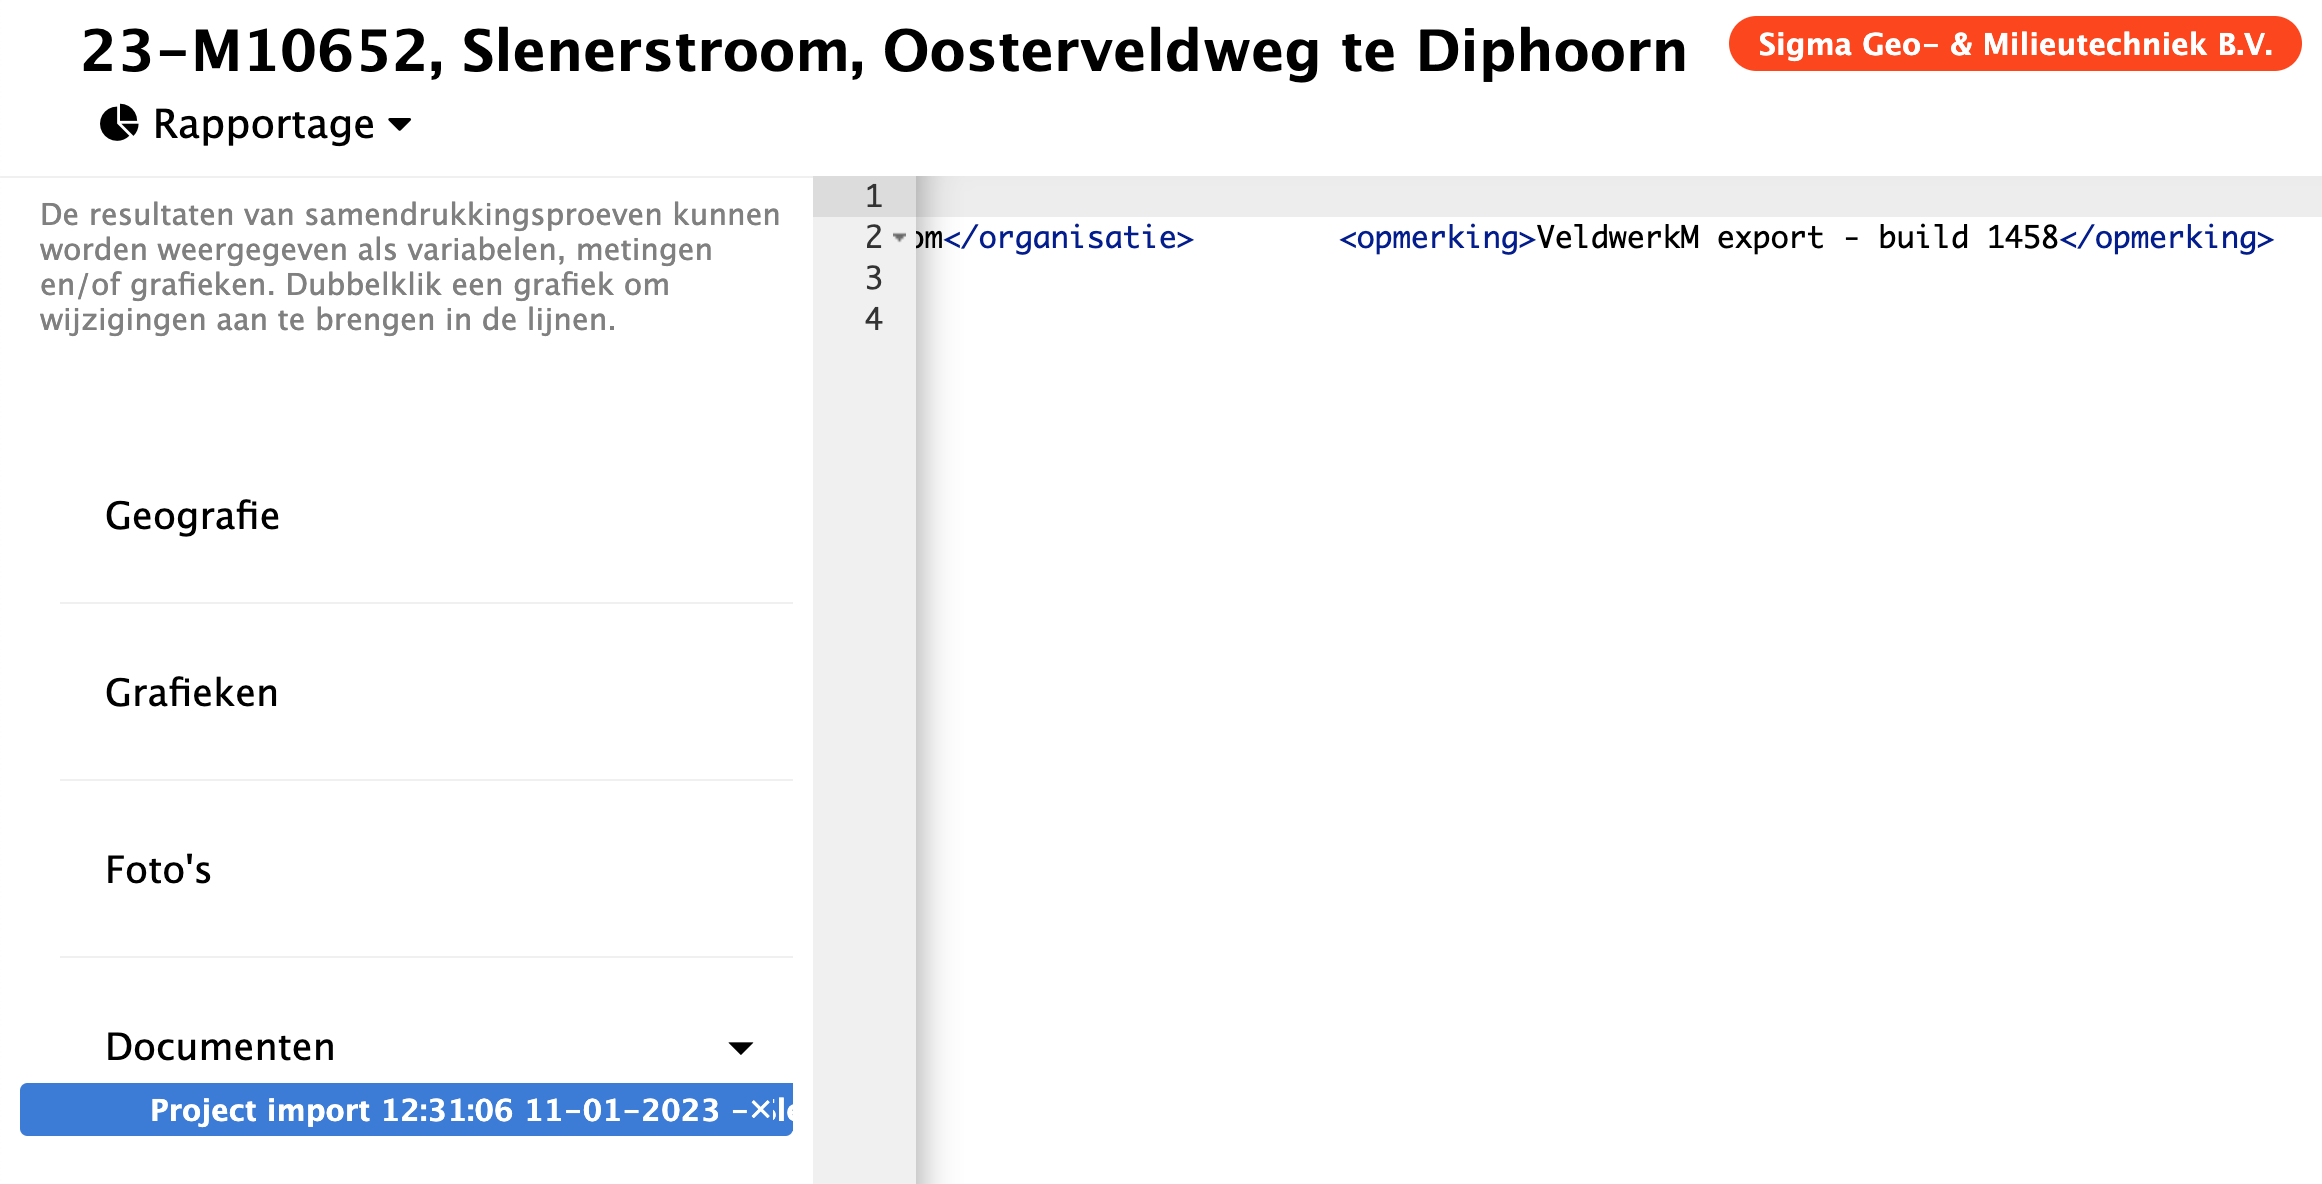 23-M10652, Slenerstroom, Oosterveldweg te Diphoorn
Sigma Geo- & Milieutechniek B.V.
Rapportage
De resultaten van samendrukkingsproeven kunnen
worden weergegeven als variabelen, metingen
en/of grafieken. Dubbelklik een grafiek om
wijzigingen aan te brengen in de lijnen.
Geografie
Grafieken
Foto's
Documenten
Project import 12:31:06 11-01-2023 -
1
2 om</organisatie> <opmerking>VeldwerkM export - build 1458</opmerking>
3
4